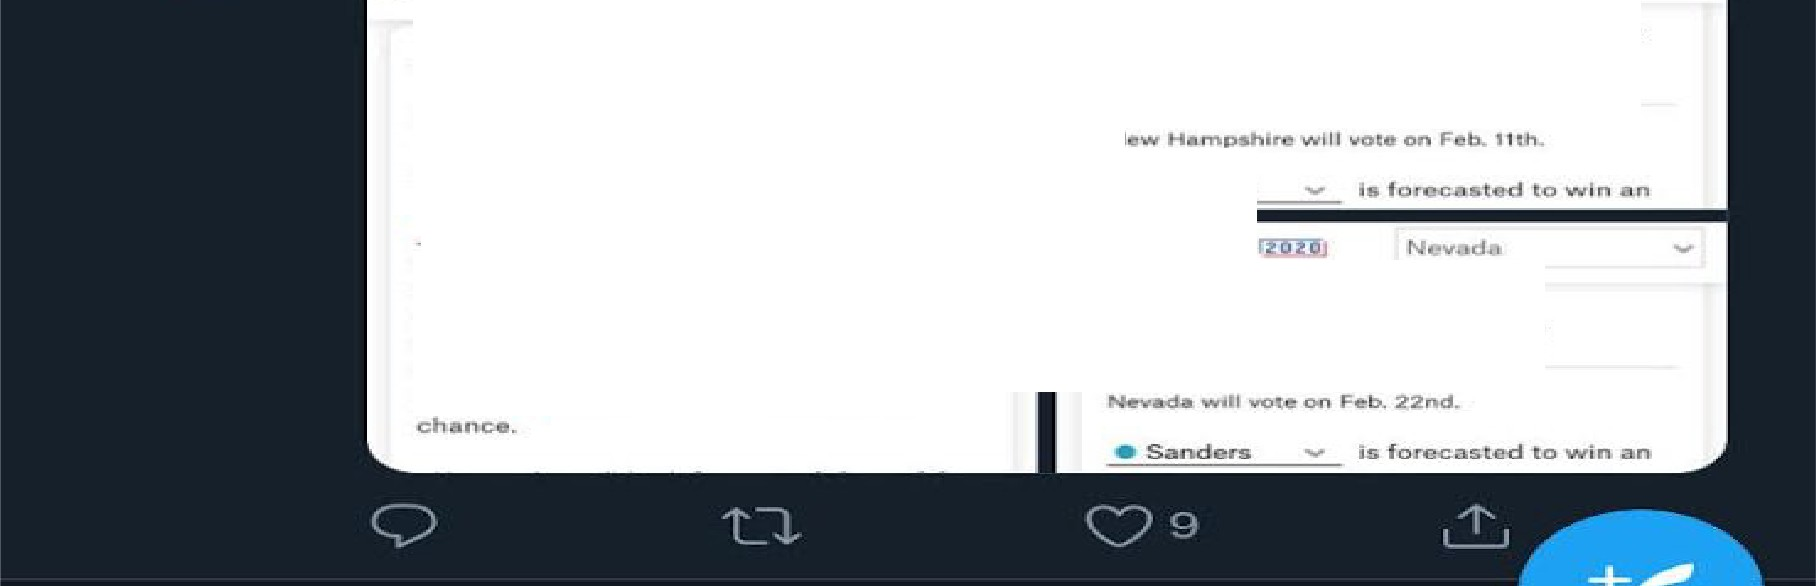 ew Hampshire will vote on Feb. 11th.
is forecasted to win an
2020 Nevada
chance.
Nevada will vote on Feb. 22nd.
Sanders is forecasted to win an
9